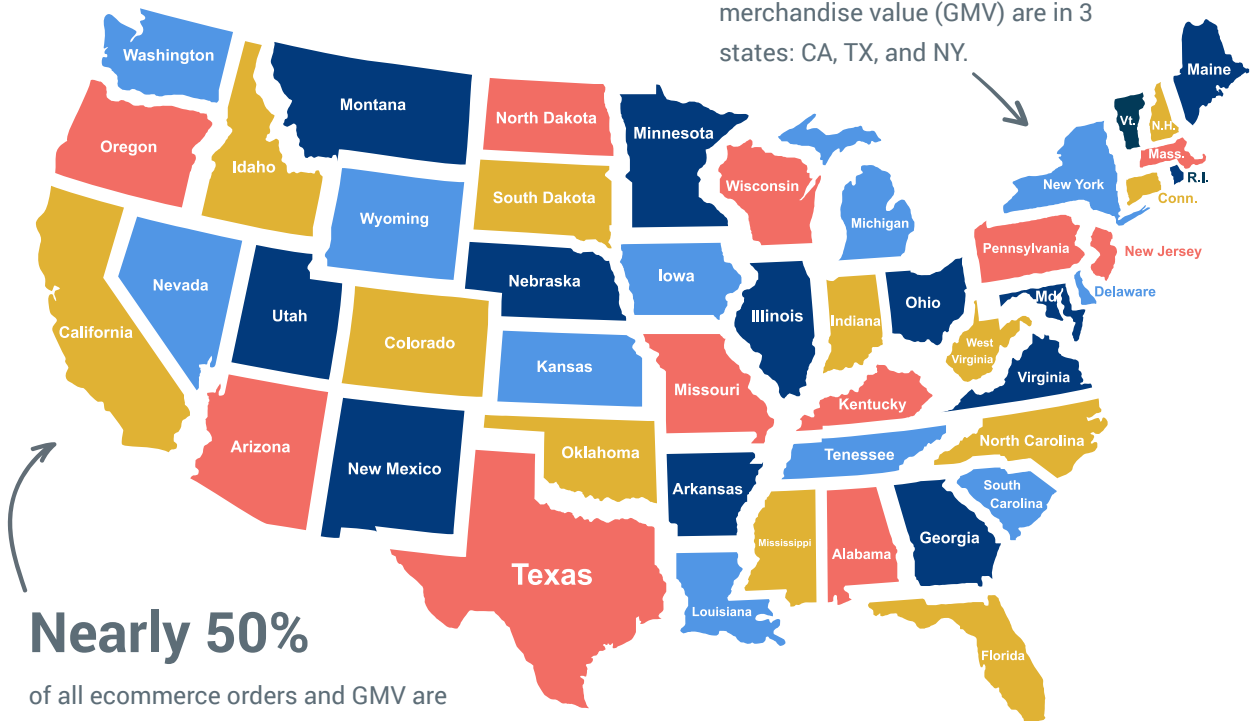 merchandise value (GMV) are in 3
states: CA, TX, and NY.
Washington
Montana
North Dakota
Minnesota
Maine
Oregon
Idaho
South Dakota
Wisconsin
Vt.
N.H.
Mass.
R.I.
Conn.
New York
Wyoming
Michigan
Pennsylvania
New Jersey
Nevada
Nebraska
Iowa
Delaware
Md.
Utah
California
Colorado
Illinois
Indiana
Ohio
West
Virginia
Virginia
Kansas
Missouri
Kentucky
Arizona
New Mexico
Oklahoma
Tenessee
North Carolina
Arkansas
South
Carolina
Mississippi
Alabama
Georgia
Texas
Louisiana
Florida
Nearly 50%
of all ecommerce orders and GMV are